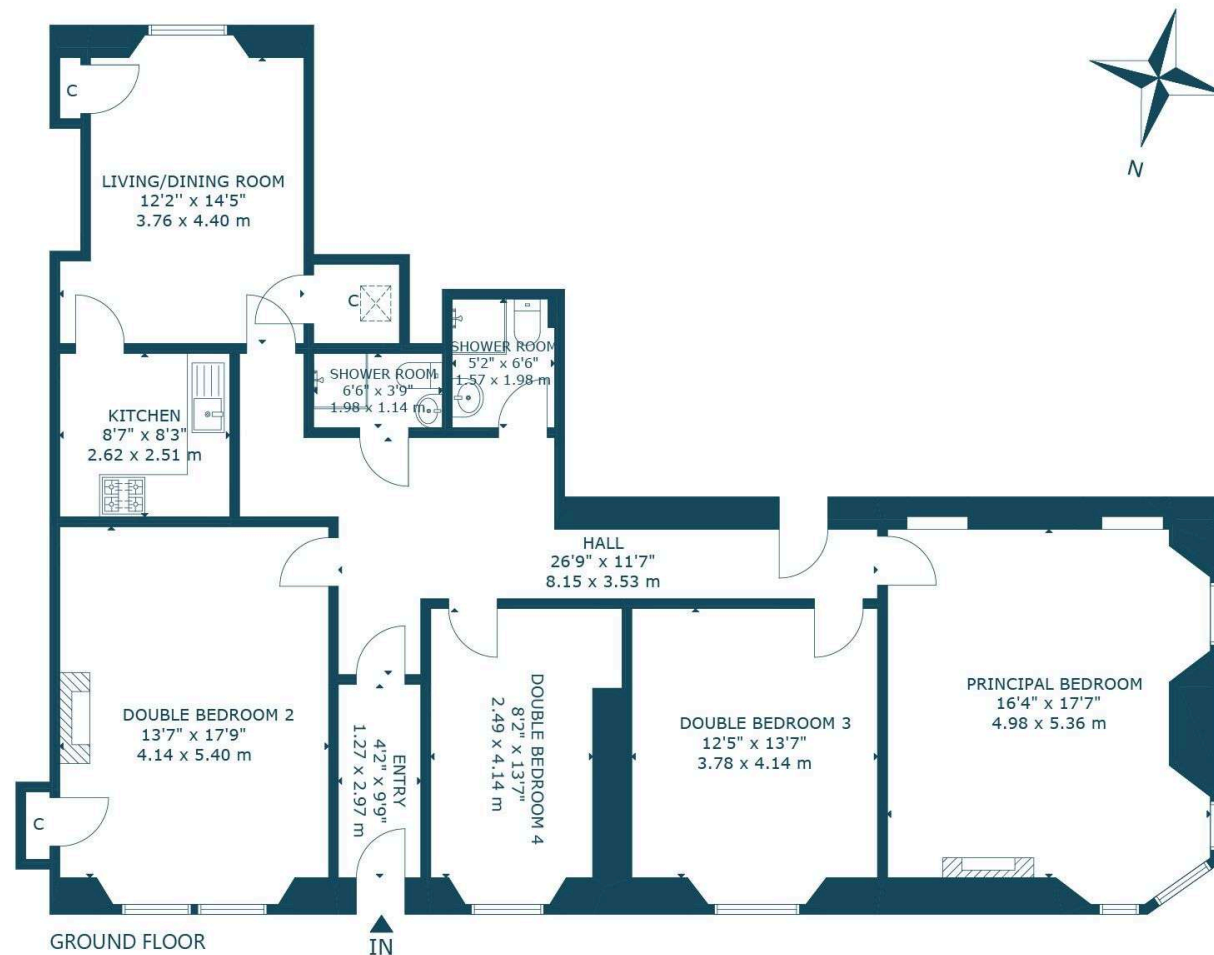 N
C
LIVING/DINING ROOM
12'2'' x 14'5"
3.76 x 4.40 m
C
SHOWER ROOM
5'2" x 6'6"
1.57 x 1.98 m
SHOWER ROOM
6'6" x 3'9"
1.98 x 1.14 m
KITCHEN
8'7" x 8'3"
2.62 x 2.51 m
HALL
26'9" x 11'7"
8.15 x 3.53 m
DOUBLE BEDROOM 2
13'7" x 17'9"
4.14 x 5.40 m
C
ENTRY
4'2" x 9'9"
1.27 x 2.97 m
DOUBLE BEDROOM 4
8'2" x 13'7"
2.49 x 4.14 m
DOUBLE BEDROOM 3
12'5" x 13'7"
3.78 x 4.14 m
PRINCIPAL BEDROOM
16'4" x 17'7"
4.98 x 5.36 m
GROUND FLOOR
IN